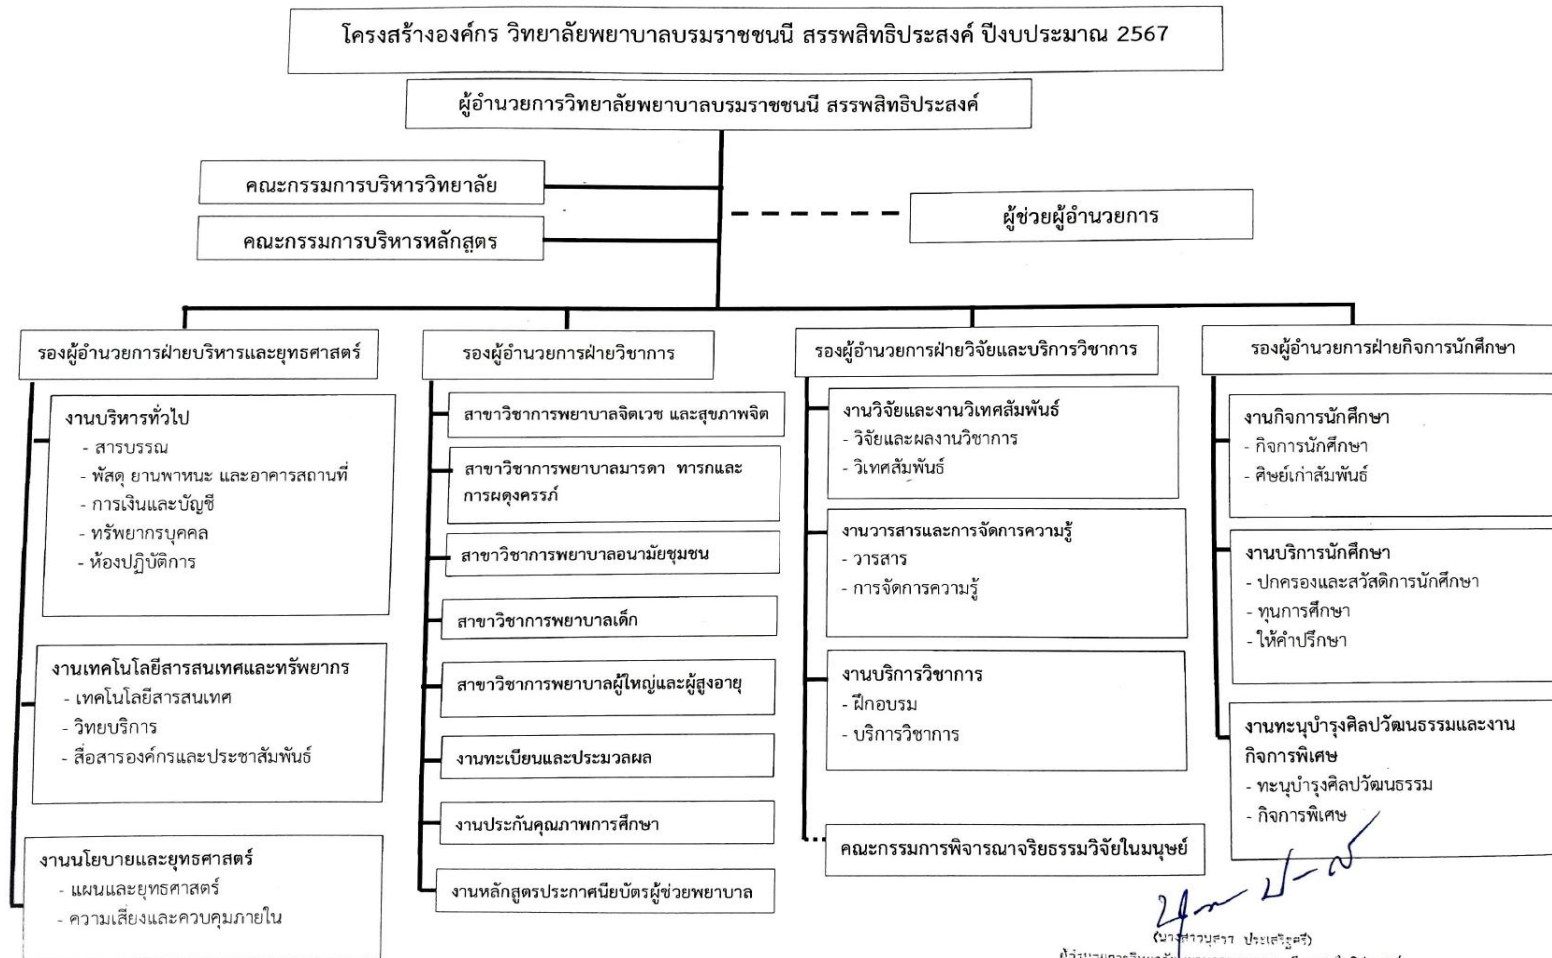 โครงสร้างองค์กร วิทยาลัยพยาบาลบรมราชชนนี สรรพสิทธิประสงค์ ปีงบประมาณ 2567
ผู้อำนวยการวิทยาลัยพยาบาลบรมราชชนนี สรรพสิทธิประสงค์
คณะกรรมการบริหารวิทยาลัย
คณะกรรมการบริหารหลักสูตร
ผู้ช่วยผู้อำนวยการ
รองผู้อำนวยการฝ่ายบริหารและยุทธศาสตร์
งานบริหารทั่วไป
- สารบรรณ
- พัสดุ ยานพาหนะ และอาคารสถานที่
- การเงินและบัญชี
- ทรัพยากรบุคคล
- ห้องปฏิบัติการ
งานเทคโนโลยีสารสนเทศและทรัพยากร
- เทคโนโลยีสารสนเทศ
- วิทยบริการ
- สื่อสารองค์กรและประชาสัมพันธ์
งานนโยบายและยุทธศาสตร์
- แผนและยุทธศาสตร์
- ความเสี่ยงและควบคุมภายใน
รองผู้อำนวยการฝ่ายวิชาการ
สาขาวิชาการพยาบาลจิตเวช และสุขภาพจิต
สาขาวิชาการพยาบาลมารดา ทารกและ
การผดุงครรภ์
สาขาวิชาการพยาบาลอนามัยชุมชน
สาขาวิชาการพยาบาลเด็ก
สาขาวิชาการพยาบาลผู้ใหญ่และผู้สูงอายุ
งานทะเบียนและประมวลผล
งานประกันคุณภาพการศึกษา
งานหลักสูตรประกาศนียบัตรผู้ช่วยพยาบาล
รองผู้อำนวยการฝ่ายวิจัยและบริการวิชาการ
งานวิจัยและงานวิเทศสัมพันธ์
- วิจัยและผลงานวิชาการ
- วิเทศสัมพันธ์
งานวารสารและการจัดการความรู้
- วารสาร
- การจัดการความรู้
งานบริการวิชาการ
- ฝึกอบรม
- บริการวิชาการ
คณะกรรมการพิจารณาจริยธรรมวิจัยในมนุษย์
รองผู้อำนวยการฝ่ายกิจการนักศึกษา
งานกิจการนักศึกษา
- กิจการนักศึกษา
- ศิษย์เก่าสัมพันธ์
งานบริการนักศึกษา
- ปกครองและสวัสดิการนักศึกษา
- ทุนการศึกษา
- ให้คำปรึกษา
งานทะนุบำรุงศิลปวัฒนธรรมและงาน
กิจการพิเศษ
- ทะนุบำรุงศิลปวัฒนธรรม
- กิจการพิเศษ
(นางสาวบุสรา ประเสริฐศรี)